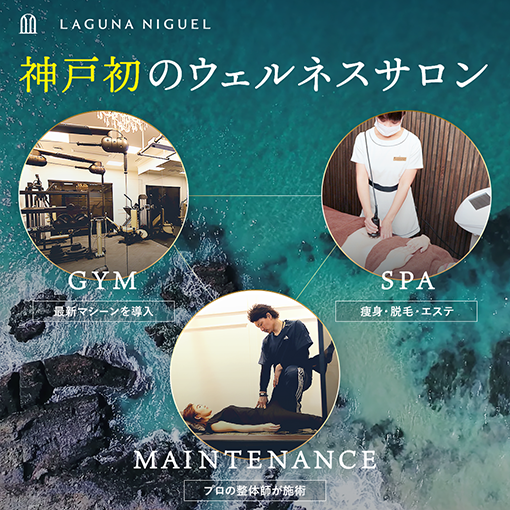 LAGUNA NIGUEL
神戸初のウェルネスサロン
GYM
最新マシーンを導入
SPA
痩身・脱毛・エステ
MAINTENANCE
プロの整体師が施術